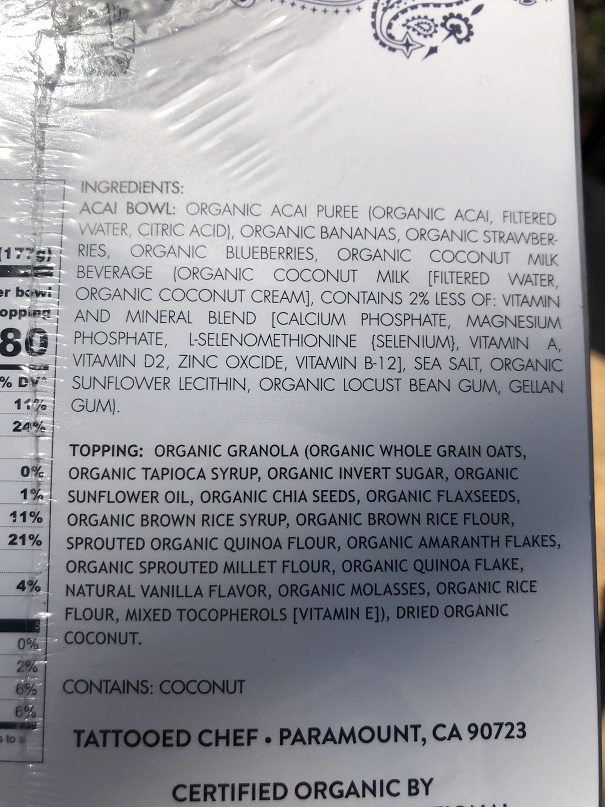 INGREDIENTS:
ACAI BOWL: ORGANIC ACAI PUREE (ORGANIC ACAI, FILTERED
WATER, CITRIC ACID), ORGANIC BANANAS, ORGANIC STRAWBER-
RIES, ORGANIC BLUEBERRIES, ORGANIC COCONUT MILK
BEVERAGE (ORGANIC COCONUT MILK [FILTERED WATER,
ORGANIC COCONUT CREAM], CONTAINS 2% LESS OF: VITAMIN
AND MINERAL BLEND [CALCIUM PHOSPHATE, MAGNESIUM
PHOSPHATE, L-SELENOMETHIONINE {SELENIUM}, VITAMIN A,
VITAMIN D2, ZINC OXCIDE, VITAMIN B-12], SEA SALT, ORGANIC
SUNFLOWER LECITHIN, ORGANIC LOCUST BEAN GUM, GELLAN
GUM).
TOPPING: ORGANIC GRANOLA (ORGANIC WHOLE GRAIN OATS,
ORGANIC TAPIOCA SYRUP, ORGANIC INVERT SUGAR, ORGANIC
SUNFLOWER OIL, ORGANIC CHIA SEEDS, ORGANIC FLAXSEEDS,
ORGANIC BROWN RICE SYRUP, ORGANIC BROWN RICE FLOUR,
SPROUTED ORGANIC QUINOA FLOUR, ORGANIC AMARANTH FLAKES,
ORGANIC SPROUTED MILLET FLOUR, ORGANIC QUINOA FLAKE,
NATURAL VANILLA FLAVOR, ORGANIC MOLASSES, ORGANIC RICE
FLOUR, MIXED TOCOPHEROLS [VITAMIN E]), DRIED ORGANIC
COCONUT.
CONTAINS: COCONUT
TATTOOED CHEF • PARAMOUNT, CA 90723
CERTIFIED ORGANIC BY
(177g)
er bowl
opping
80
% DV*
11%
24%
0%
1%
11%
21%
4%
0%
2%
6%
6%
s to a